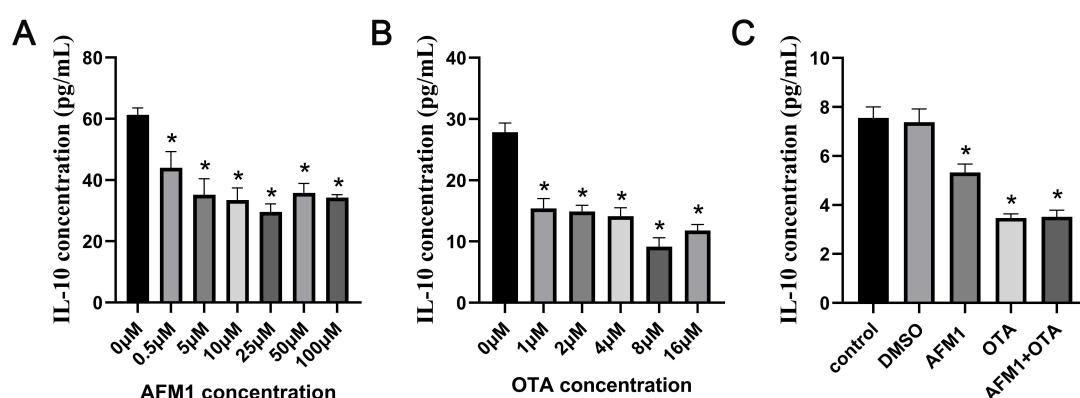 A
IL-10 concentration (pg/mL)
80
60
40
20
0
*
*
*
*
*
*
0μM
0.5μM
5μM
10μM
25μM
50μM
100μM
AFM1 concentration
B
IL-10 concentration (pg/mL)
40
30
20
10
0
*
*
*
*
*
0μM
1μM
2μM
4μM
8μM
16μM
OTA concentration
C
IL-10 concentration (pg/mL)
10
8
6
4
2
0
*
*
*
control
DMSO
AFM1
OTA
AFM1+OTA